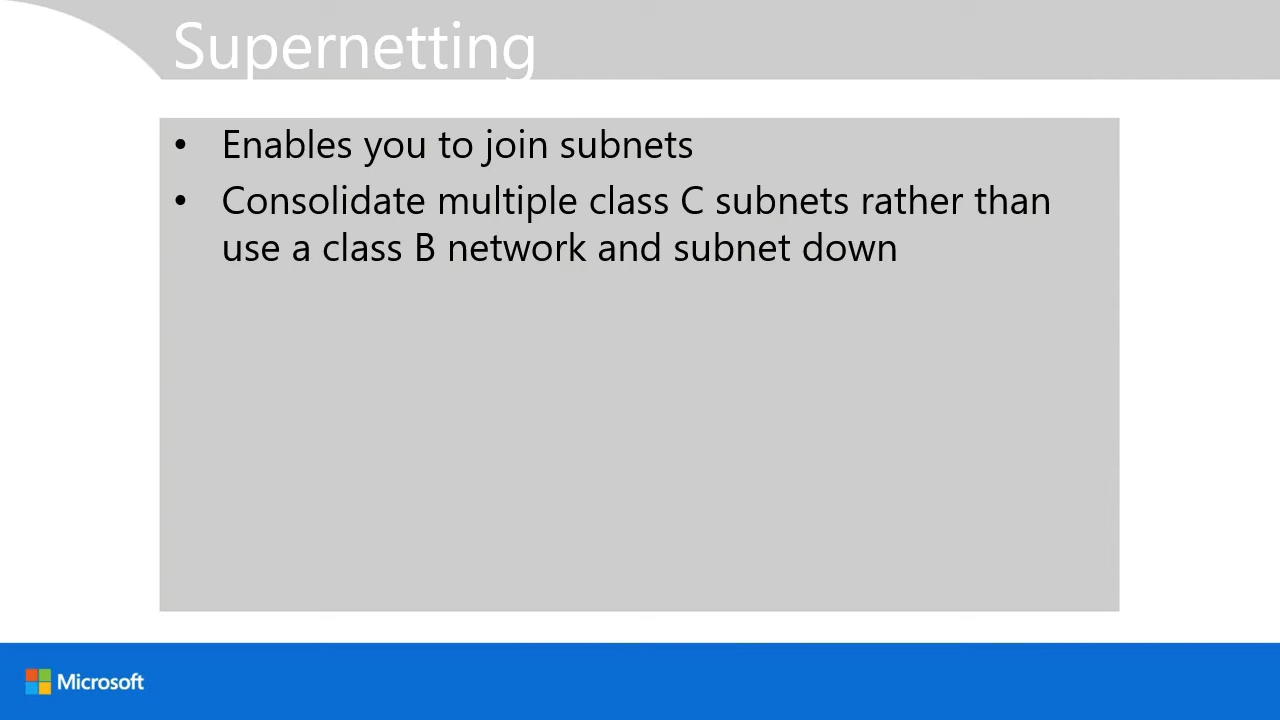 Supernetting
• Enables you to join subnets
• Consolidate multiple class C subnets rather than
use a class B network and subnet down
Microsoft